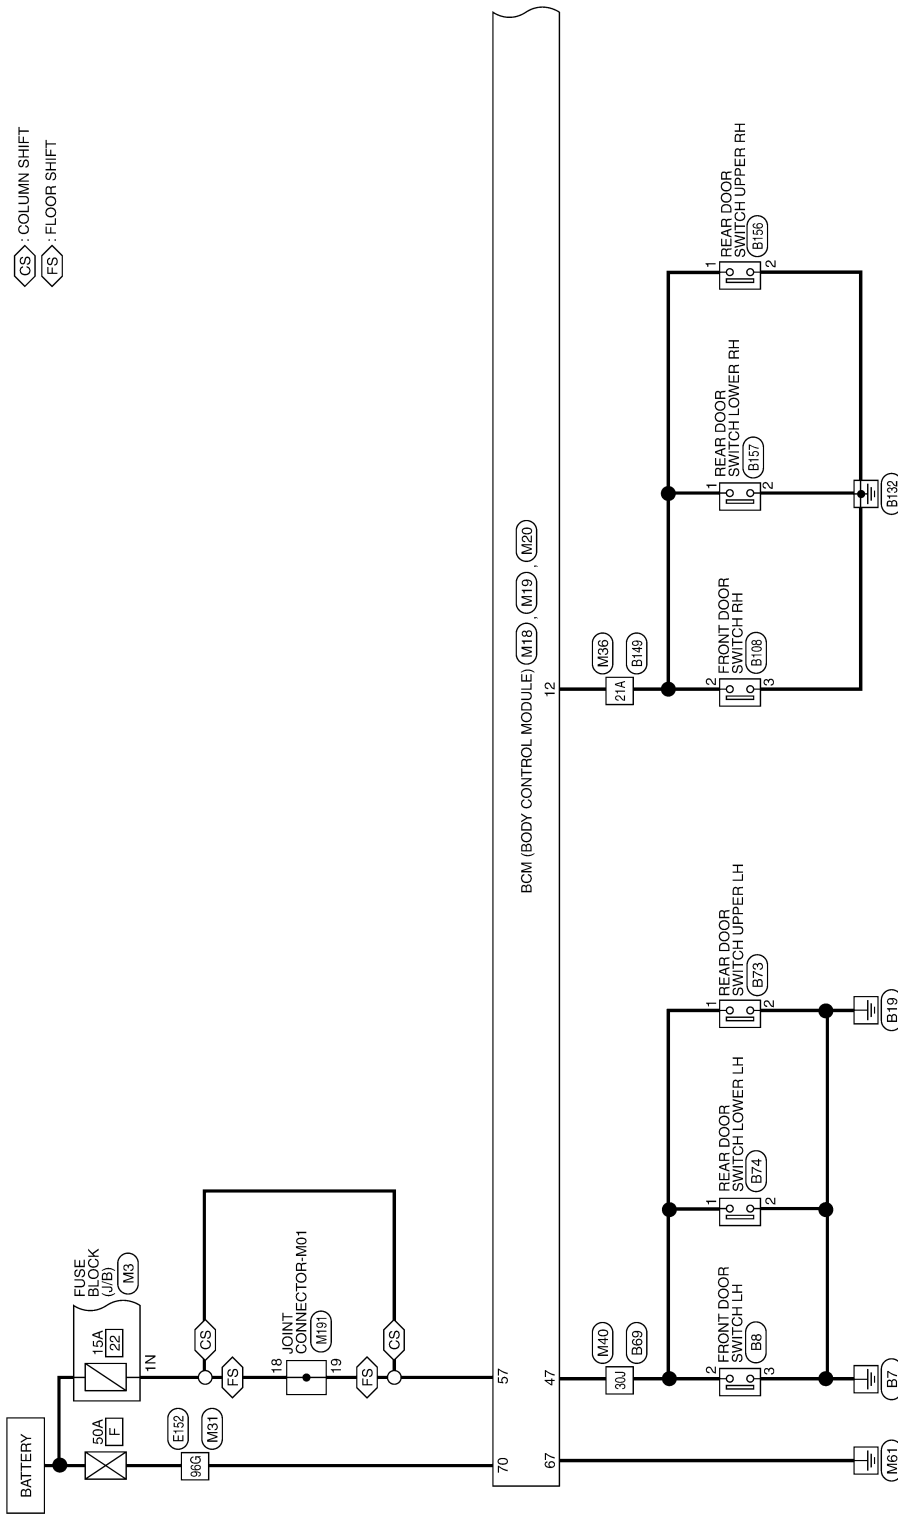 CS : COLUMN SHIFT
FS : FLOOR SHIFT
BATTERY
50A
F
15A
22
FUSE
BLOCK
(J/B)
M3
1N
E152
M31
96G
CS
FS
18
JOINT
CONNECTOR-M01
M191
19
FS
CS
70
57
BCM (BODY CONTROL MODULE) M18 , M19 , M20
67
47
12
M40
B69
30J
M36
B149
21A
2
FRONT DOOR
SWITCH LH
B8
3
1
REAR DOOR
SWITCH LOWER LH
B74
2
1
REAR DOOR
SWITCH UPPER LH
B73
2
2
FRONT DOOR
SWITCH RH
B108
3
1
REAR DOOR
SWITCH LOWER RH
B157
2
1
REAR DOOR
SWITCH UPPER RH
B156
2
M61
B7
B19
B132